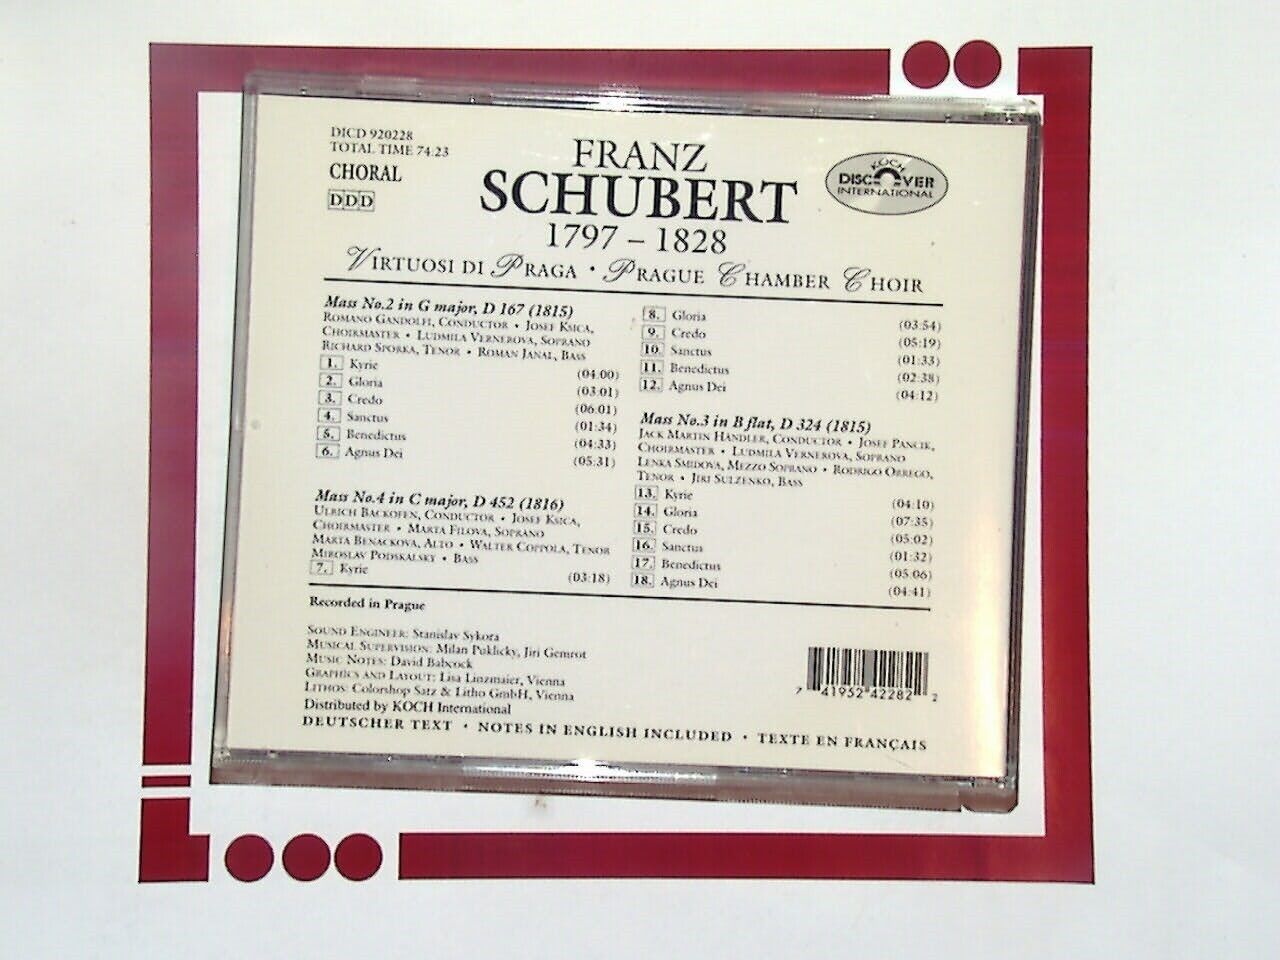 DICD 920228
TOTAL TIME 74:23
CHORAL
DDD
FRANZ
SCHUBERT
1797 – 1828
KOCH
DISCOVER
INTERNATIONAL
VIRTUOSI DI PRAGA · PRAGUE CHAMBER CHOIR
Mass No.2 in G major, D 167 (1815)
ROMANO GANDOLFI, CONDUCTOR • JOSEF KSICA,
CHOIRMASTER • LUDMILA VERNEROVA, SOPRANO
RICHARD SPORKA, TENOR • ROMAN JANAL, BASS
1. Kyrie (04:00)
2. Gloria (03:01)
3. Credo (06:01)
4. Sanctus (01:34)
5. Benedictus (04:33)
6. Agnus Dei (05:31)
Mass No.4 in C major, D 452 (1816)
ULRICH BACKOFEN, CONDUCTOR • JOSEF KSICA,
CHOIRMASTER • MARTA FILOVA, SOPRANO
MARTA BENACKOVA, ALTO • WALTER COPPOLA, TENOR
MIROSLAV PODSKALSKY • BASS
7. Kyrie (03:18)
8. Gloria (03:54)
9. Credo (05:19)
10. Sanctus (01:33)
11. Benedictus (02:38)
12. Agnus Dei (04:12)
Mass No.3 in B flat, D 324 (1815)
JACK MARTIN HÄNDLER, CONDUCTOR • JOSEF PANCIK,
CHOIRMASTER • LUDMILA VERNEROVA, SOPRANO
LENKA SMIDOVA, MEZZO SOPRANO • RODRIGO ORREGO,
TENOR • JIRI SULZENKO, BASS
13. Kyrie (04:10)
14. Gloria (07:35)
15. Credo (05:02)
16. Sanctus (01:32)
17. Benedictus (05:06)
18. Agnus Dei (04:41)
Recorded in Prague
SOUND ENGINEER: Stanislav Sykora
MUSICAL SUPERVISION: Milan Puklicky, Jiri Gemrot
MUSIC NOTES: David Babcock
GRAPHICS AND LAYOUT: Lisa Linzmaier, Vienna
LITHOS: Colorshop Satz & Litho GmbH, Vienna
Distributed by KOCH International
DEUTSCHER TEXT • NOTES IN ENGLISH INCLUDED • TEXTE EN FRANÇAIS
7 41952 42282 2